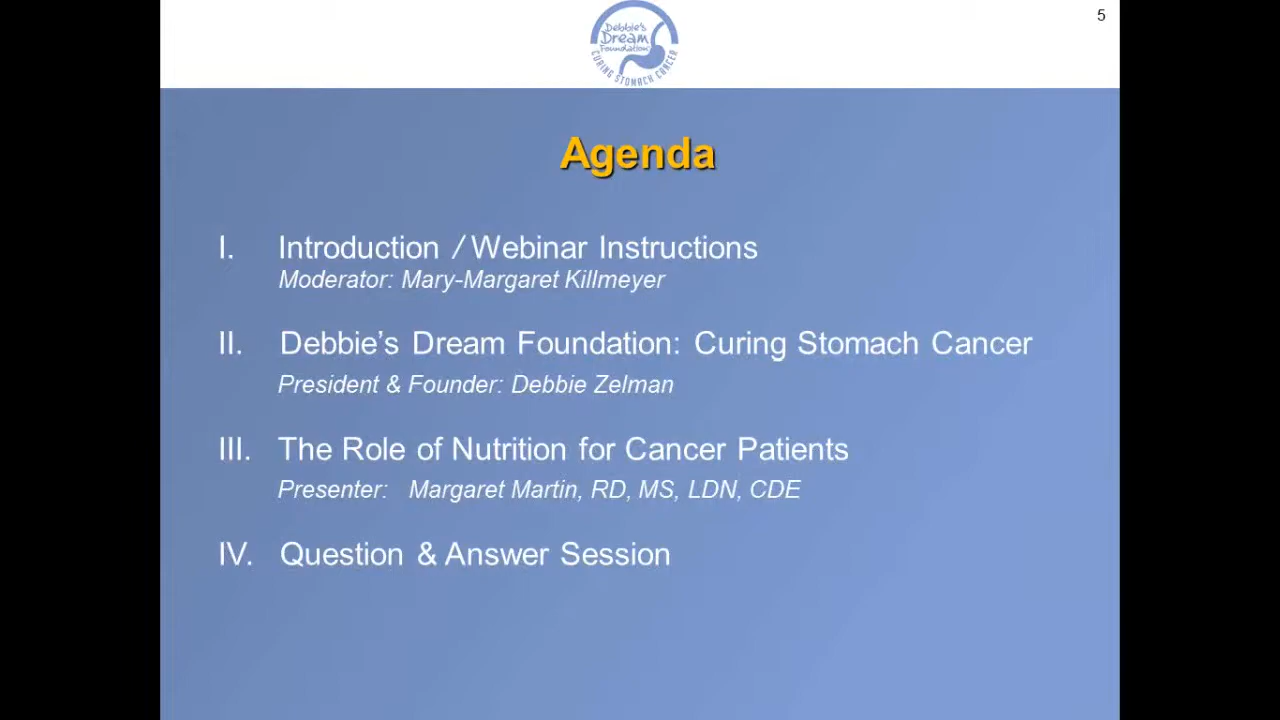 5
Debbie's
Dream
Foundation
CURING STOMACH CANCER
Agenda
I. Introduction / Webinar Instructions
Moderator: Mary-Margaret Killmeyer
II. Debbie’s Dream Foundation: Curing Stomach Cancer
President & Founder: Debbie Zelman
III. The Role of Nutrition for Cancer Patients
Presenter: Margaret Martin, RD, MS, LDN, CDE
IV. Question & Answer Session